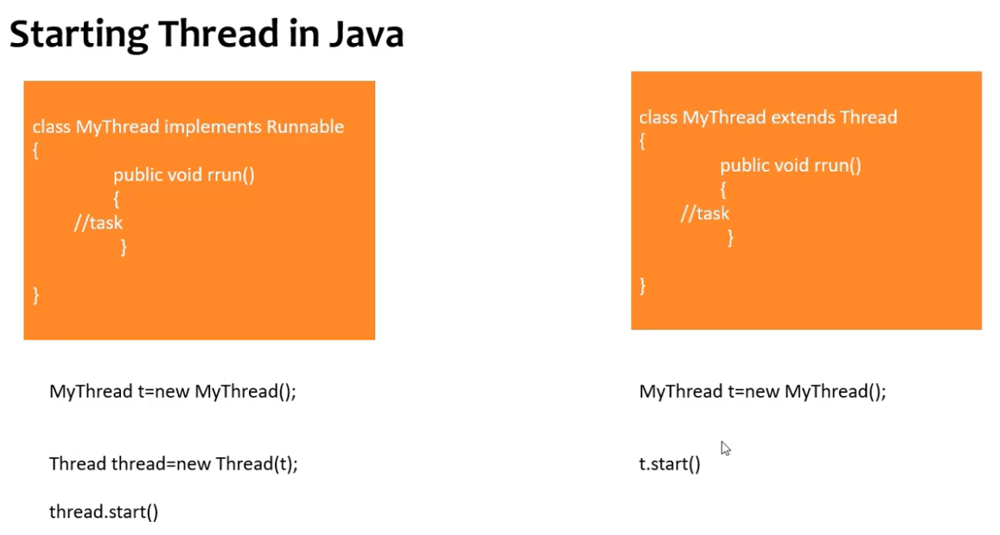 Starting Thread in Java
class MyThread implements Runnable
{
public void rrun()
{
//task
}
}
MyThread t=new MyThread();
Thread thread=new Thread(t);
thread.start()
class MyThread extends Thread
{
public void rrun()
{
//task
}
}
MyThread t=new MyThread();
t.start()